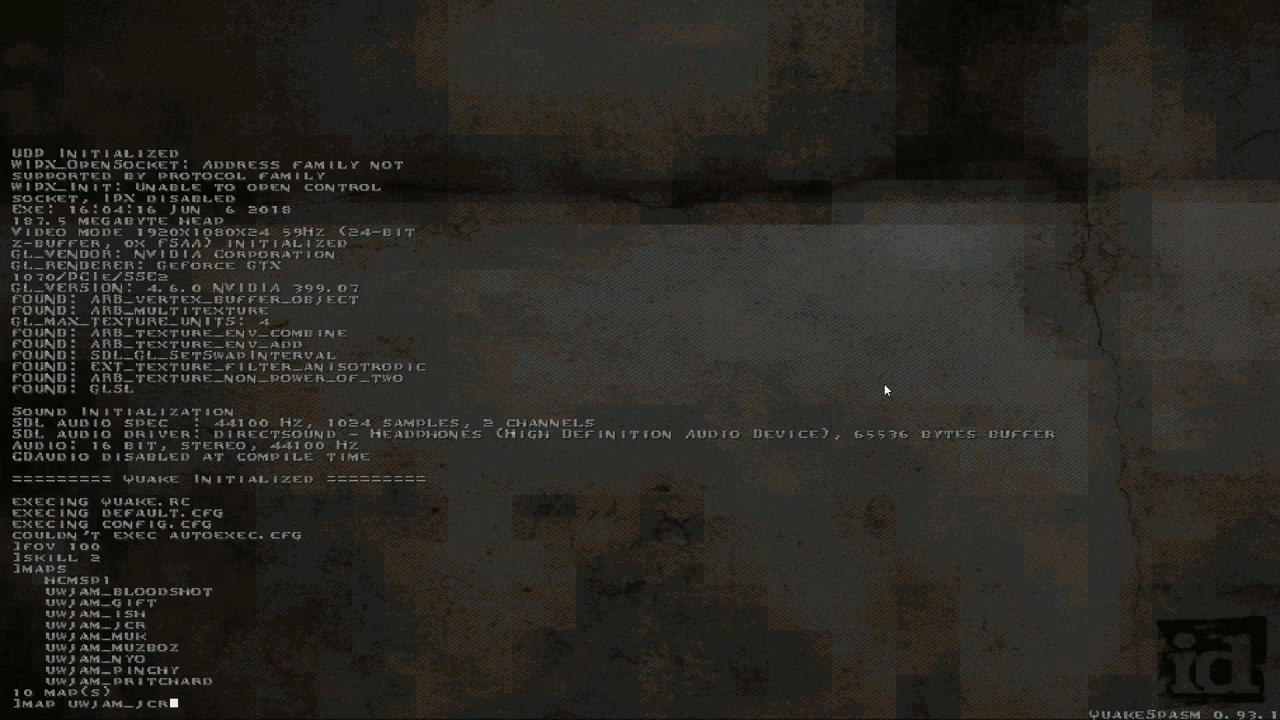 UDP INITIALIZED
WIPX_OPENSOCKET: ADDRESS FAMILY NOT
SUPPORTED BY PROTOCOL FAMILY
WIPX_INIT: UNABLE TO OPEN CONTROL
SOCKET, IPX DISABLED
EXE: 16:04:16 JUN  6 2018
187.5 MEGABYTE HEAP
VIDEO MODE 1920X1080X24 59HZ (24-BIT
Z-BUFFER, 0X FSAA) INITIALIZED
GL_VENDOR: NVIDIA CORPORATION
GL_RENDERER: GEFORCE GTX
1070/PCIE/SSE2
GL_VERSION: 4.6.0 NVIDIA 399.07
FOUND: ARB_VERTEX_BUFFER_OBJECT
FOUND: ARB_MULTITEXTURE
GL_MAX_TEXTURE_UNITS: 4
FOUND: ARB_TEXTURE_ENV_COMBINE
FOUND: ARB_TEXTURE_ENV_ADD
FOUND: SDL_GL_SETSWAPINTERVAL
FOUND: EXT_TEXTURE_FILTER_ANISOTROPIC
FOUND: ARB_TEXTURE_NON_POWER_OF_TWO
FOUND: GLSL
SOUND INITIALIZATION
SDL AUDIO SPEC  : 44100 HZ, 1024 SAMPLES, 2 CHANNELS
SDL AUDIO DRIVER: DIRECTSOUND - HEADPHONES (HIGH DEFINITION AUDIO DEVICE), 65536 BYTES BUFFER
AUDIO: 16 BIT, STEREO, 44100 HZ
CDAUDIO DISABLED AT COMPILE TIME
========= QUAKE INITIALIZED =========
EXECING QUAKE.RC
EXECING DEFAULT.CFG
EXECING CONFIG.CFG
COULDN'T EXEC AUTOEXEC.CFG
]FOV 100
]SKILL 2
]MAPS
HCMSP1
UWJAM_BLOODSHOT
UWJAM_GIFT
UWJAM_ISH
UWJAM_JCR
UWJAM_MUK
UWJAM_MUZBOZ
UWJAM_NYO
UWJAM_PINCHY
UWJAM_PRITCHARD
10 MAP(S)
]MAP UWJAM_JCR
id
QUAKESPASM 0.93.1